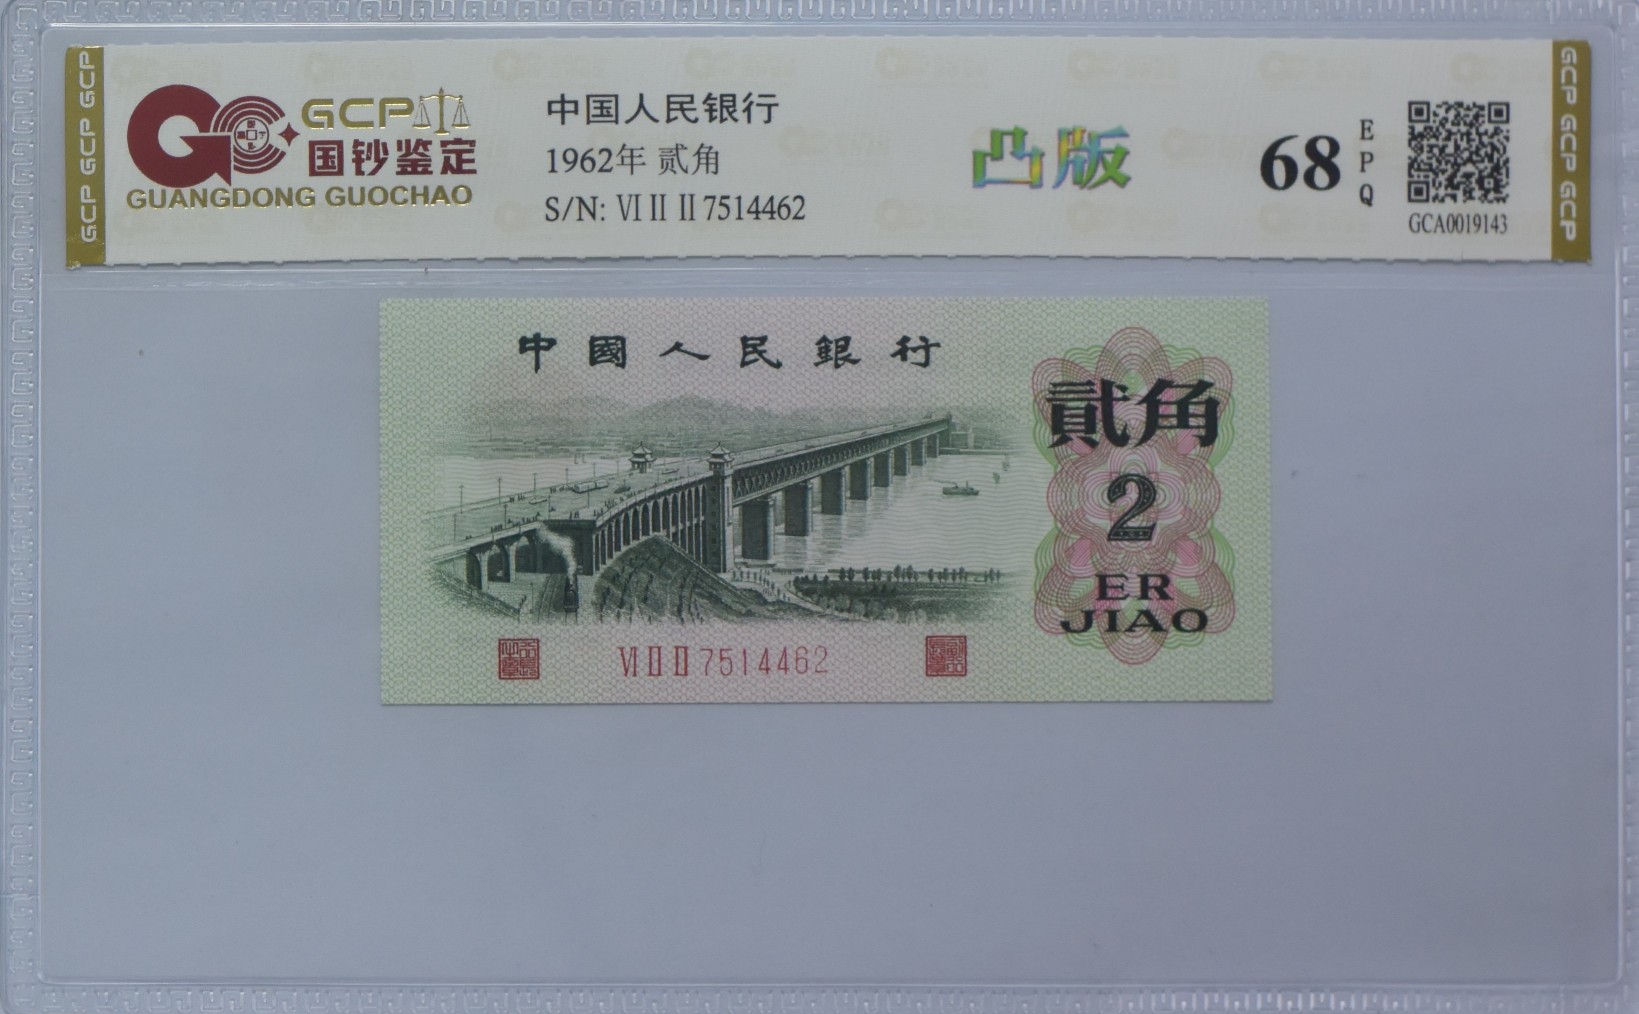 GCP GCP GCP
GCP
国钞鉴定
GUANGDONG GUOCHAO
中国人民银行
1962年 贰角
S/N: Ⅵ Ⅱ Ⅱ 7514462
凸版
68
EPQ
GCA0019143
GCP GCP GCP
中國人民銀行
貳角
2
ER
JIAO
Ⅵ Ⅱ Ⅱ 7514462